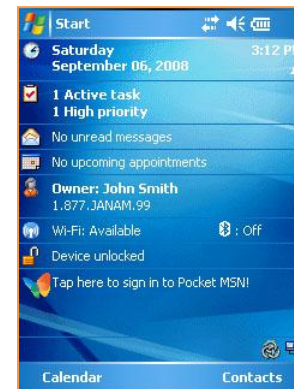 Start
Saturday
September 06, 2008
3:12 P
1 Active task
1 High priority
No unread messages
No upcoming appointments
Owner: John Smith
1.877.JANAM.99
Wi-Fi: Available
: Off
Device unlocked
Tap here to sign in to Pocket MSN!
Calendar
Contacts